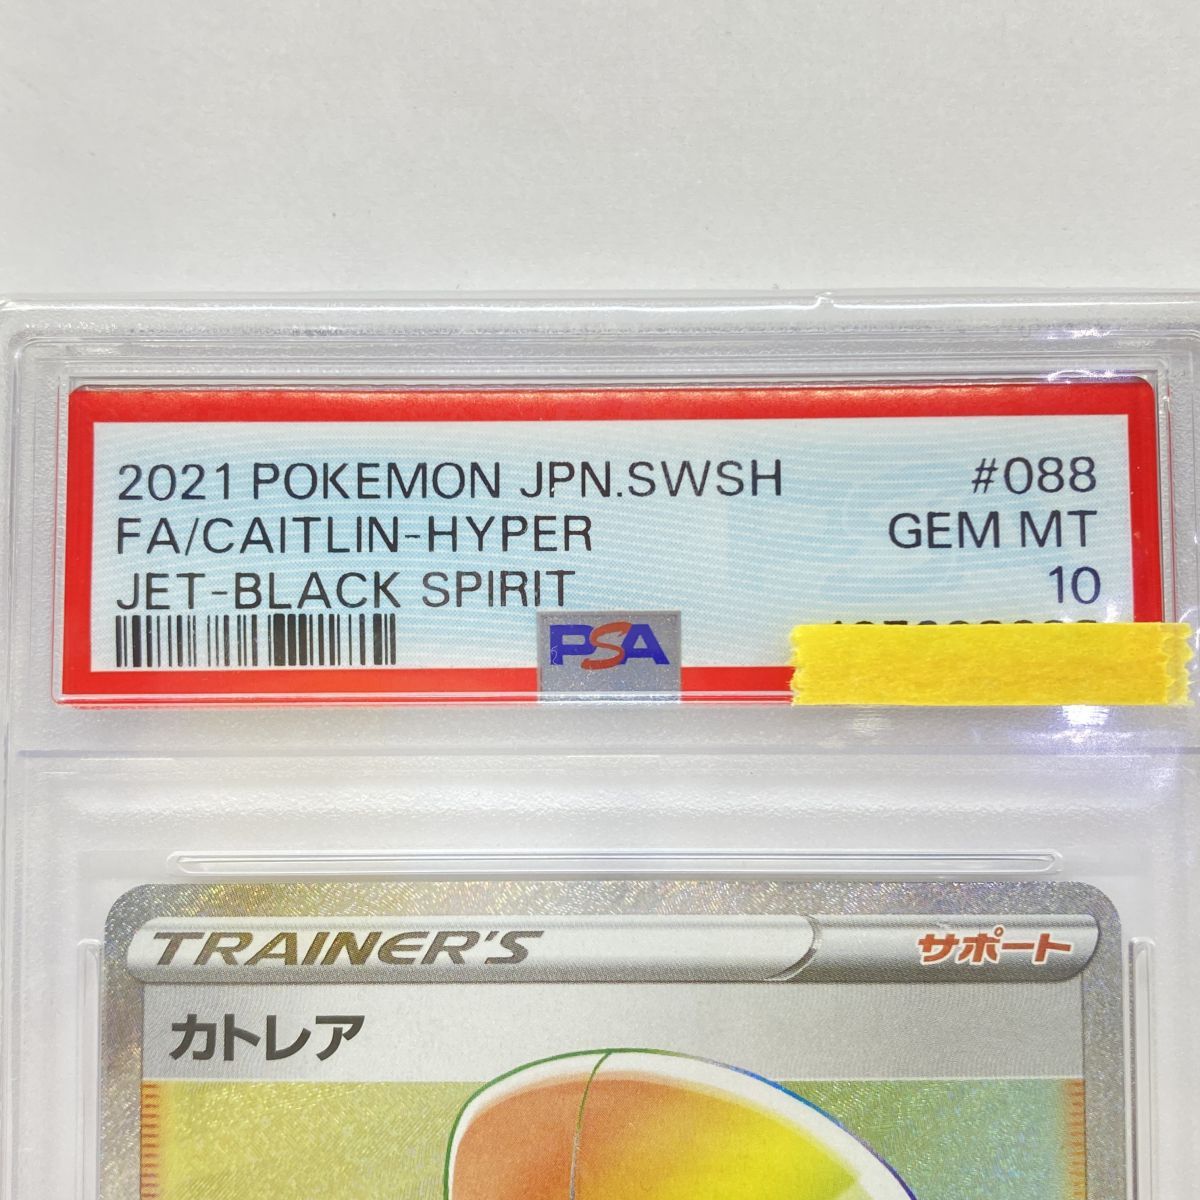 2021 POKEMON JPN.SWSH #088
FA/CAITLIN-HYPER GEM MT
JET-BLACK SPIRIT 10
PSA
TRAINER'S サポート
カトレア